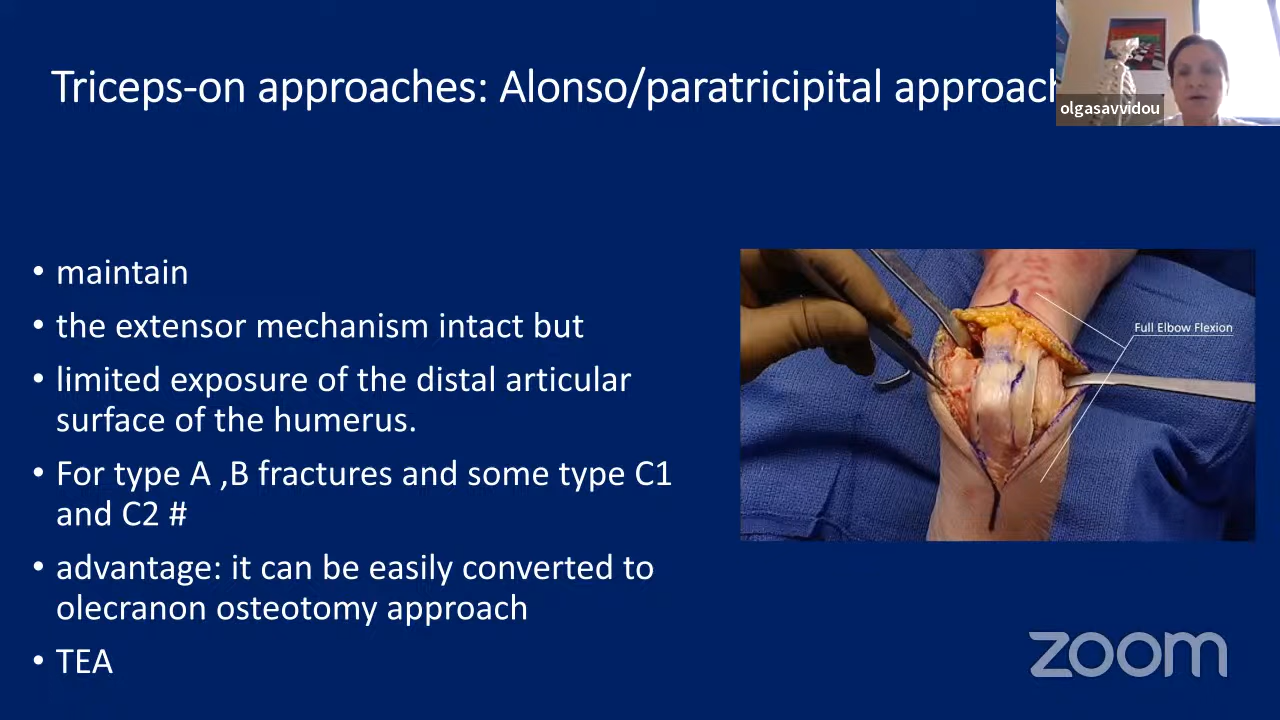 Triceps-on approaches: Alonso/paratricipital approach
olgasavvidou
• maintain
• the extensor mechanism intact but
• limited exposure of the distal articular
surface of the humerus.
• For type A ,B fractures and some type C1
and C2 #
• advantage: it can be easily converted to
olecranon osteotomy approach
• TEA
Full Elbow Flexion
zoom